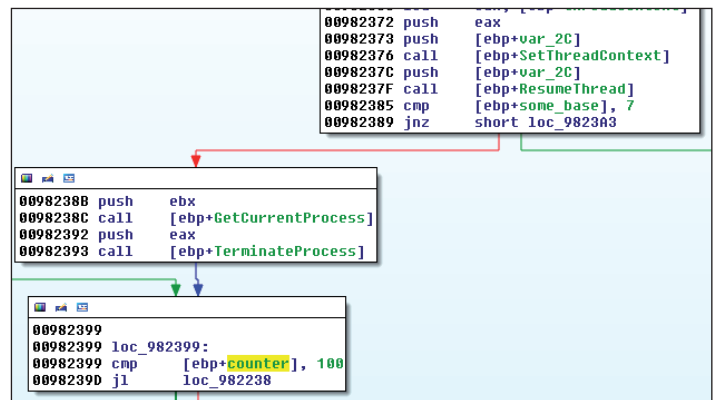 00982372 push eax
00982373 push [ebp+var_2C]
00982376 call [ebp+SetThreadContext]
0098237C push [ebp+var_2C]
0098237F call [ebp+ResumeThread]
00982385 cmp [ebp+some_base], 7
00982389 jnz short loc_9823A3
0098238B push ebx
0098238C call [ebp+GetCurrentProcess]
00982392 push eax
00982393 call [ebp+TerminateProcess]
00982399
00982399 loc_982399:
00982399 cmp [ebp+counter], 100
0098239D jl loc_982238